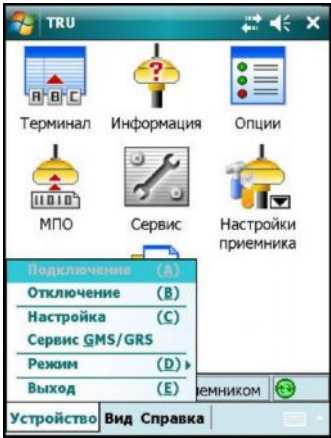 TRU
A B C
Терминал Информация Опции
11010
МПО Сервис Настройки
приемника
Подключение (A)
Отключение (B)
Настройка (C)
Сервис GMS/GRS
Режим (D)
Выход (E)
Устройство Вид Справка